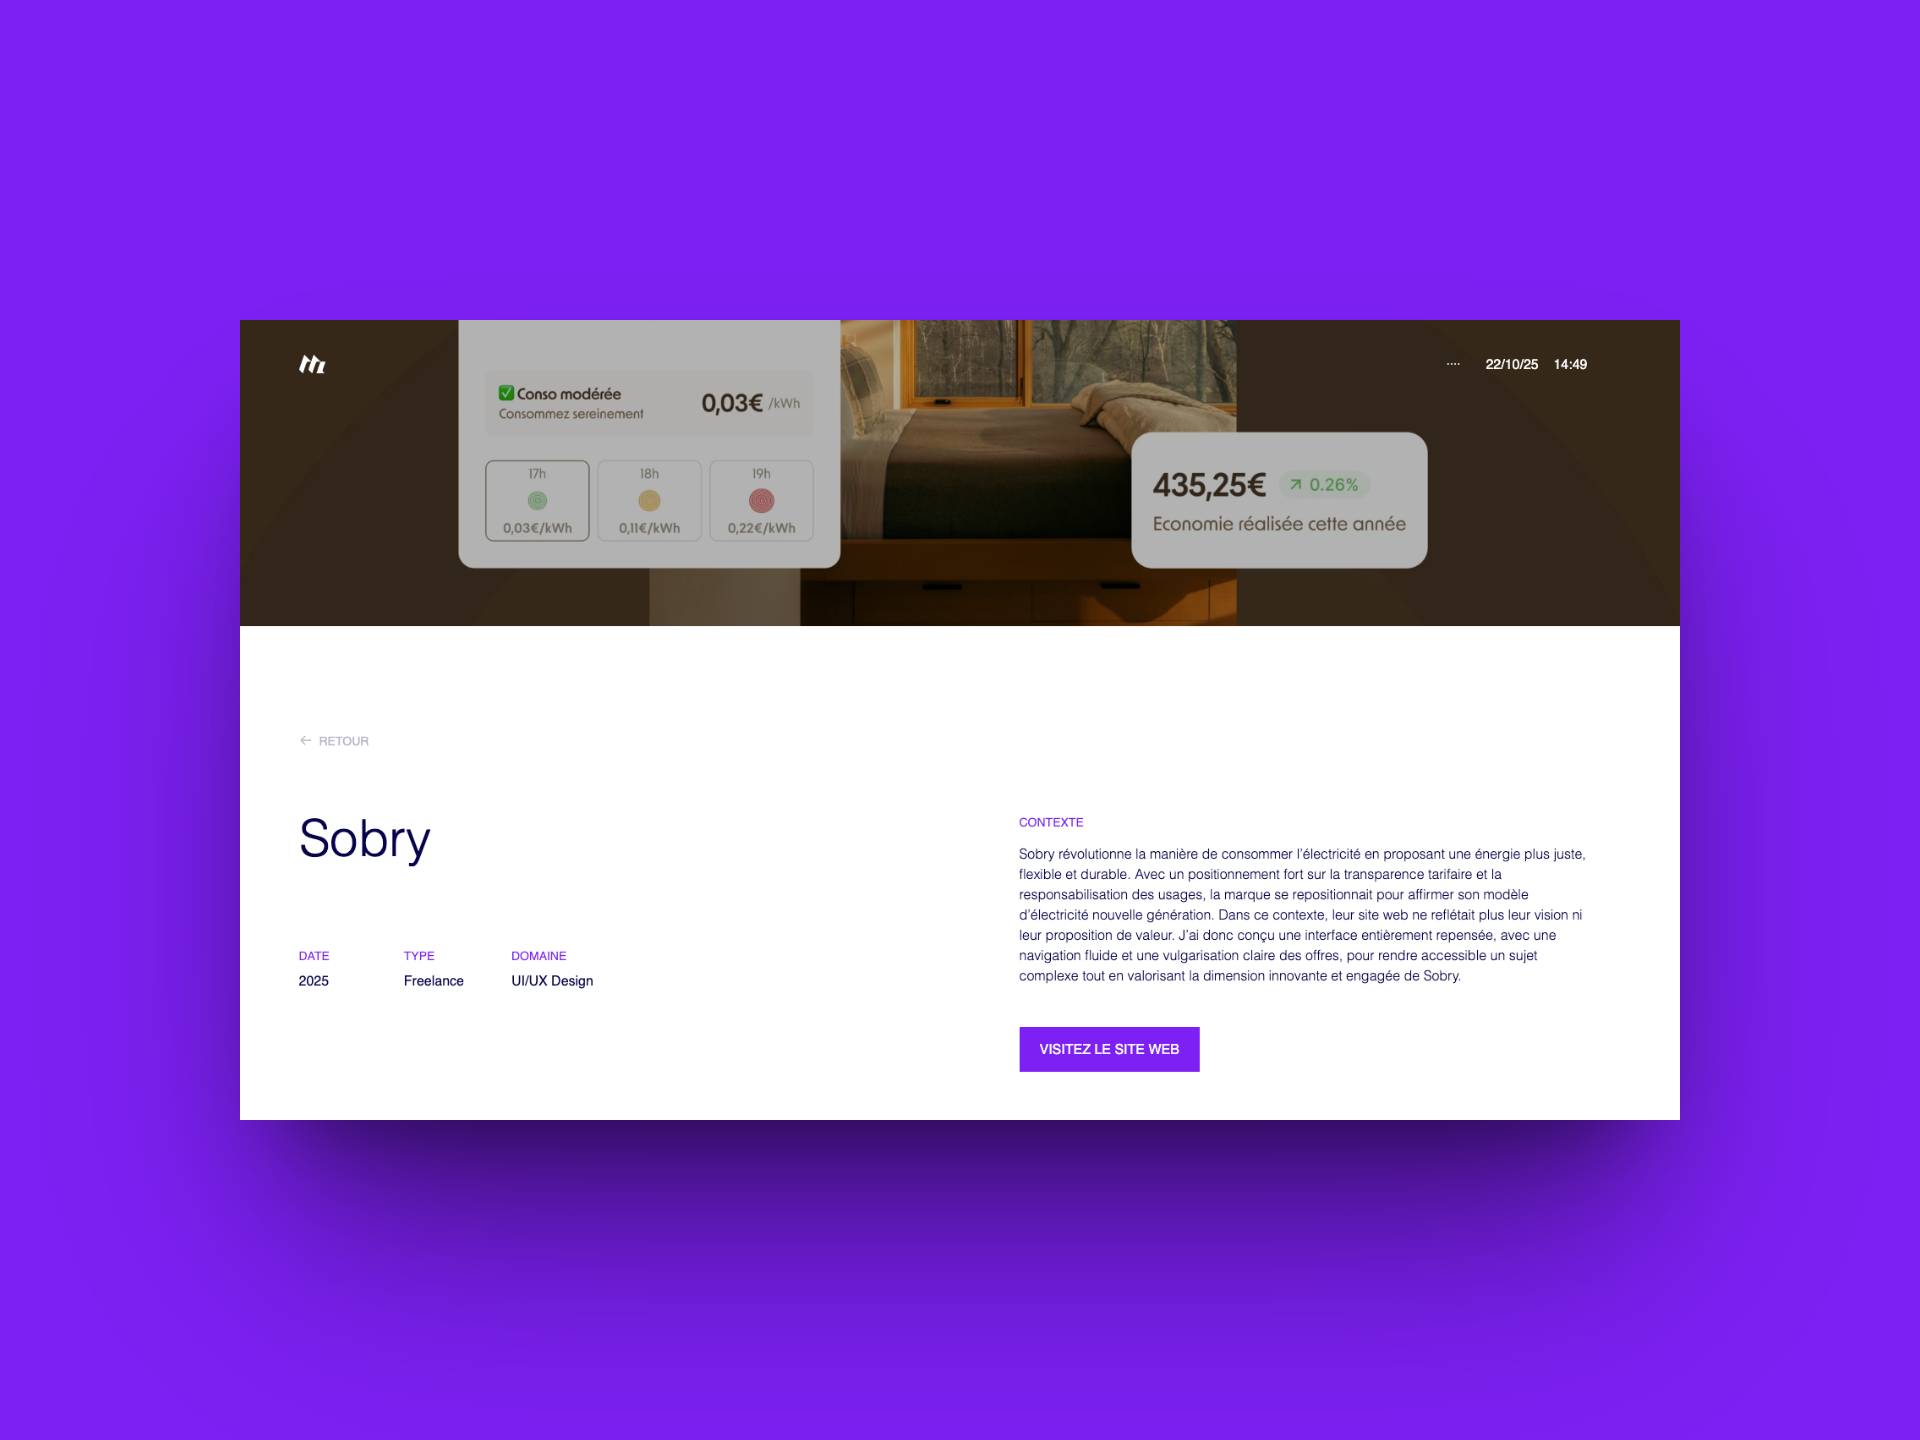 22/10/25 14:49
Conso modérée
Consommez sereinement
0,03€ /kWh
17h
0,03€/kWh
18h
0,11€/kWh
19h
0,22€/kWh
435,25€ 0.26%
Economie réalisée cette année
RETOUR
Sobry
DATE
2025
TYPE
Freelance
DOMAINE
UI/UX Design
CONTEXTE
Sobry révolutionne la manière de consommer l’électricité en proposant une énergie plus juste,
flexible et durable. Avec un positionnement fort sur la transparence tarifaire et la
responsabilisation des usages, la marque se repositionnait pour affirmer son modèle
d’électricité nouvelle génération. Dans ce contexte, leur site web ne reflétait plus leur vision ni
leur proposition de valeur. J’ai donc conçu une interface entièrement repensée, avec une
navigation fluide et une vulgarisation claire des offres, pour rendre accessible un sujet
complexe tout en valorisant la dimension innovante et engagée de Sobry.
VISITEZ LE SITE WEB